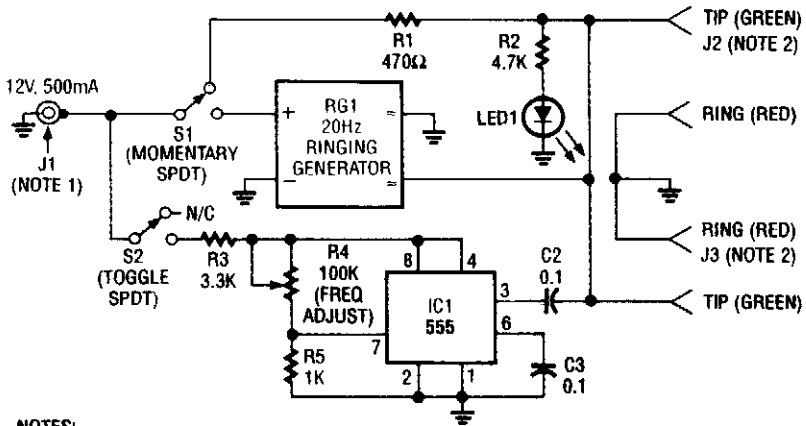 TIP (GREEN)
J2 (NOTE 2)
R1
470Ω
R2
4.7K
12V, 500mA
J1
(NOTE 1)
S1
(MOMENTARY
SPDT)
+
–
RG1
20Hz
RINGING
GENERATOR
=
=
LED1
RING (RED)
RING (RED)
J3 (NOTE 2)
N/C
S2
(TOGGLE
SPDT)
R3
3.3K
R4
100K
(FREQ
ADJUST)
R5
1K
8
4
IC1
555
3
6
7
2
1
C2
0.1
C3
0.1
TIP (GREEN)
NOTES: